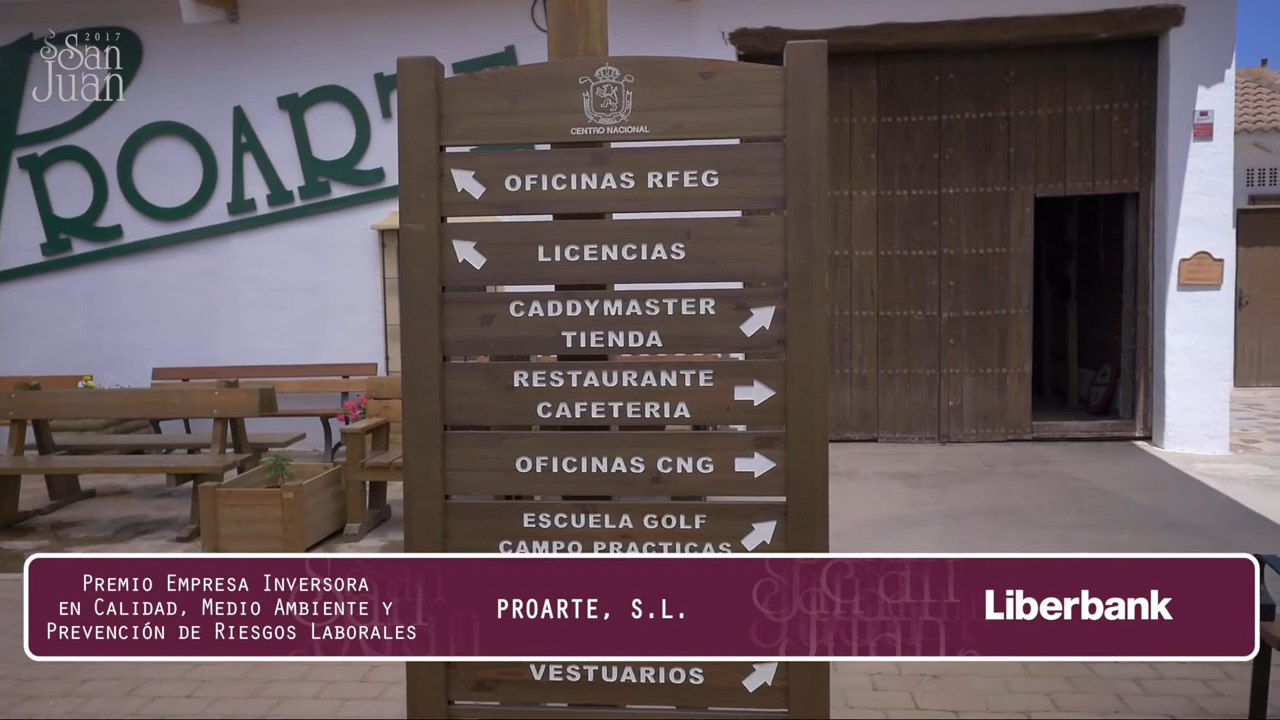 2017
San
Juan
PROARTE
CENTRO NACIONAL
OFICINAS RFEG
LICENCIAS
CADDYMASTER
TIENDA
RESTAURANTE
CAFETERIA
OFICINAS CNG
ESCUELA GOLF
CAMPO PRACTICAS
Premio Empresa Inversora
en Calidad, Medio Ambiente y
Prevención de Riesgos Laborales
PROARTE, S.L.
Liberbank
VESTUARIOS